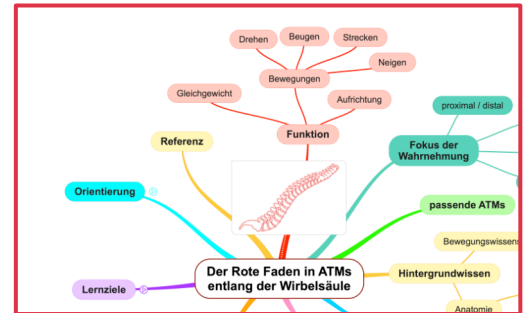 Drehen
Beugen
Strecken
Neigen
Bewegungen
Gleichgewicht
Aufrichtung
Funktion
Referenz
proximal / distal
Fokus der
Wahrnehmung
Orientierung
passende ATMs
Der Rote Faden in ATMs
entlang der Wirbelsäule
Bewegungswissens
Hintergrundwissen
Lernziele
Anatomie